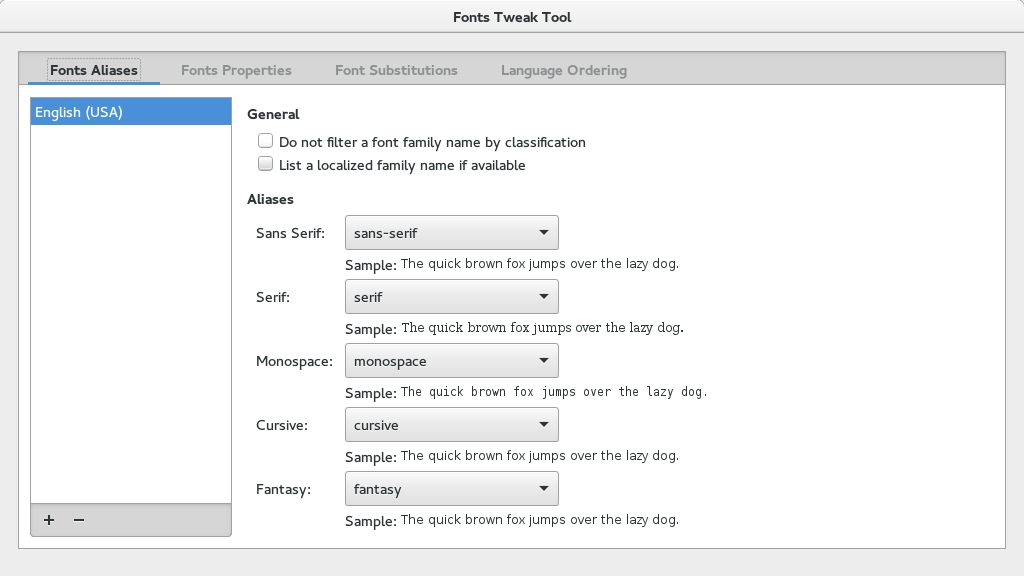 Fonts Tweak Tool
Fonts Aliases Fonts Properties Font Substitutions Language Ordering
English (USA)
General
Do not filter a font family name by classification
List a localized family name if available
Aliases
Sans Serif: sans-serif
Sample: The quick brown fox jumps over the lazy dog.
Serif: serif
Sample: The quick brown fox jumps over the lazy dog.
Monospace: monospace
Sample: The quick brown fox jumps over the lazy dog.
Cursive: cursive
Sample: The quick brown fox jumps over the lazy dog.
Fantasy: fantasy
Sample: The quick brown fox jumps over the lazy dog.